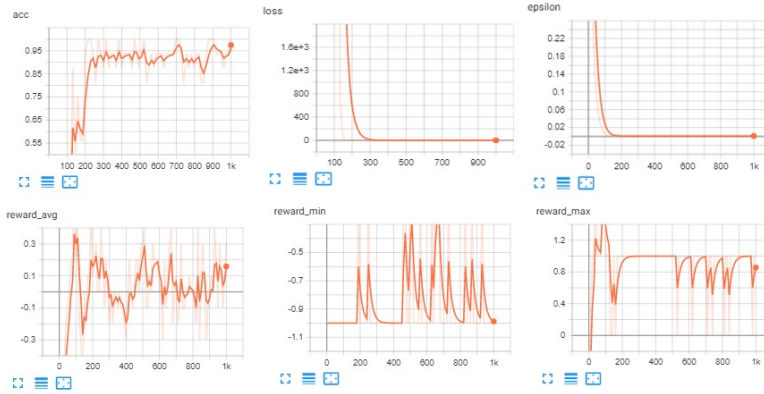 acc
0.95
0.85
0.75
0.65
0.55
100 200 300 400 500 600 700 800 900 1k
loss
1.6e+3
1.2e+3
800
400
0
100 300 500 700 900
epsilon
0.22
0.18
0.14
0.1
0.06
0.02
-0.02
0 200 400 600 800 1k
reward_avg
0.3
0.1
-0.1
-0.3
0 200 400 600 800 1k
reward_min
-0.5
-0.7
-0.9
-1.1
0 200 400 600 800 1k
reward_max
1.2
0.8
0.4
0
0 200 400 600 800 1k